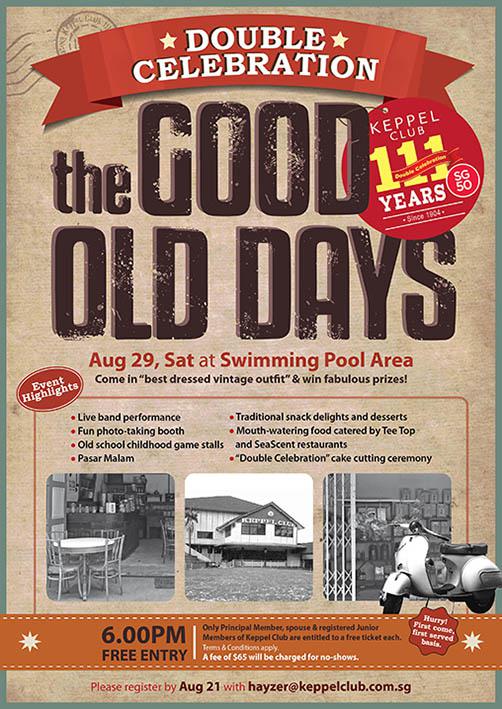 DOUBLE
CELEBRATION
the GOOD
OLD DAYS
KEPPEL
CLUB
111
Double Celebration
YEARS
SG
50
• Since 1904 •
Aug 29, Sat at Swimming Pool Area
Come in "best dressed vintage outfit" & win fabulous prizes!
Event
Highlights
• Live band performance
• Fun photo-taking booth
• Old school childhood game stalls
• Pasar Malam
• Traditional snack delights and desserts
• Mouth-watering food catered by Tee Top
and SeaScent restaurants
• "Double Celebration" cake cutting ceremony
KEPPEL CLUB
6.00PM
FREE ENTRY
Only Principal Member, spouse & registered Junior
Members of Keppel Club are entitled to a free ticket each.
Terms & Conditions apply.
A fee of $65 will be charged for no-shows.
Hurry!
First come,
first served
basis.
Please register by Aug 21 with hayzer@keppelclub.com.sg